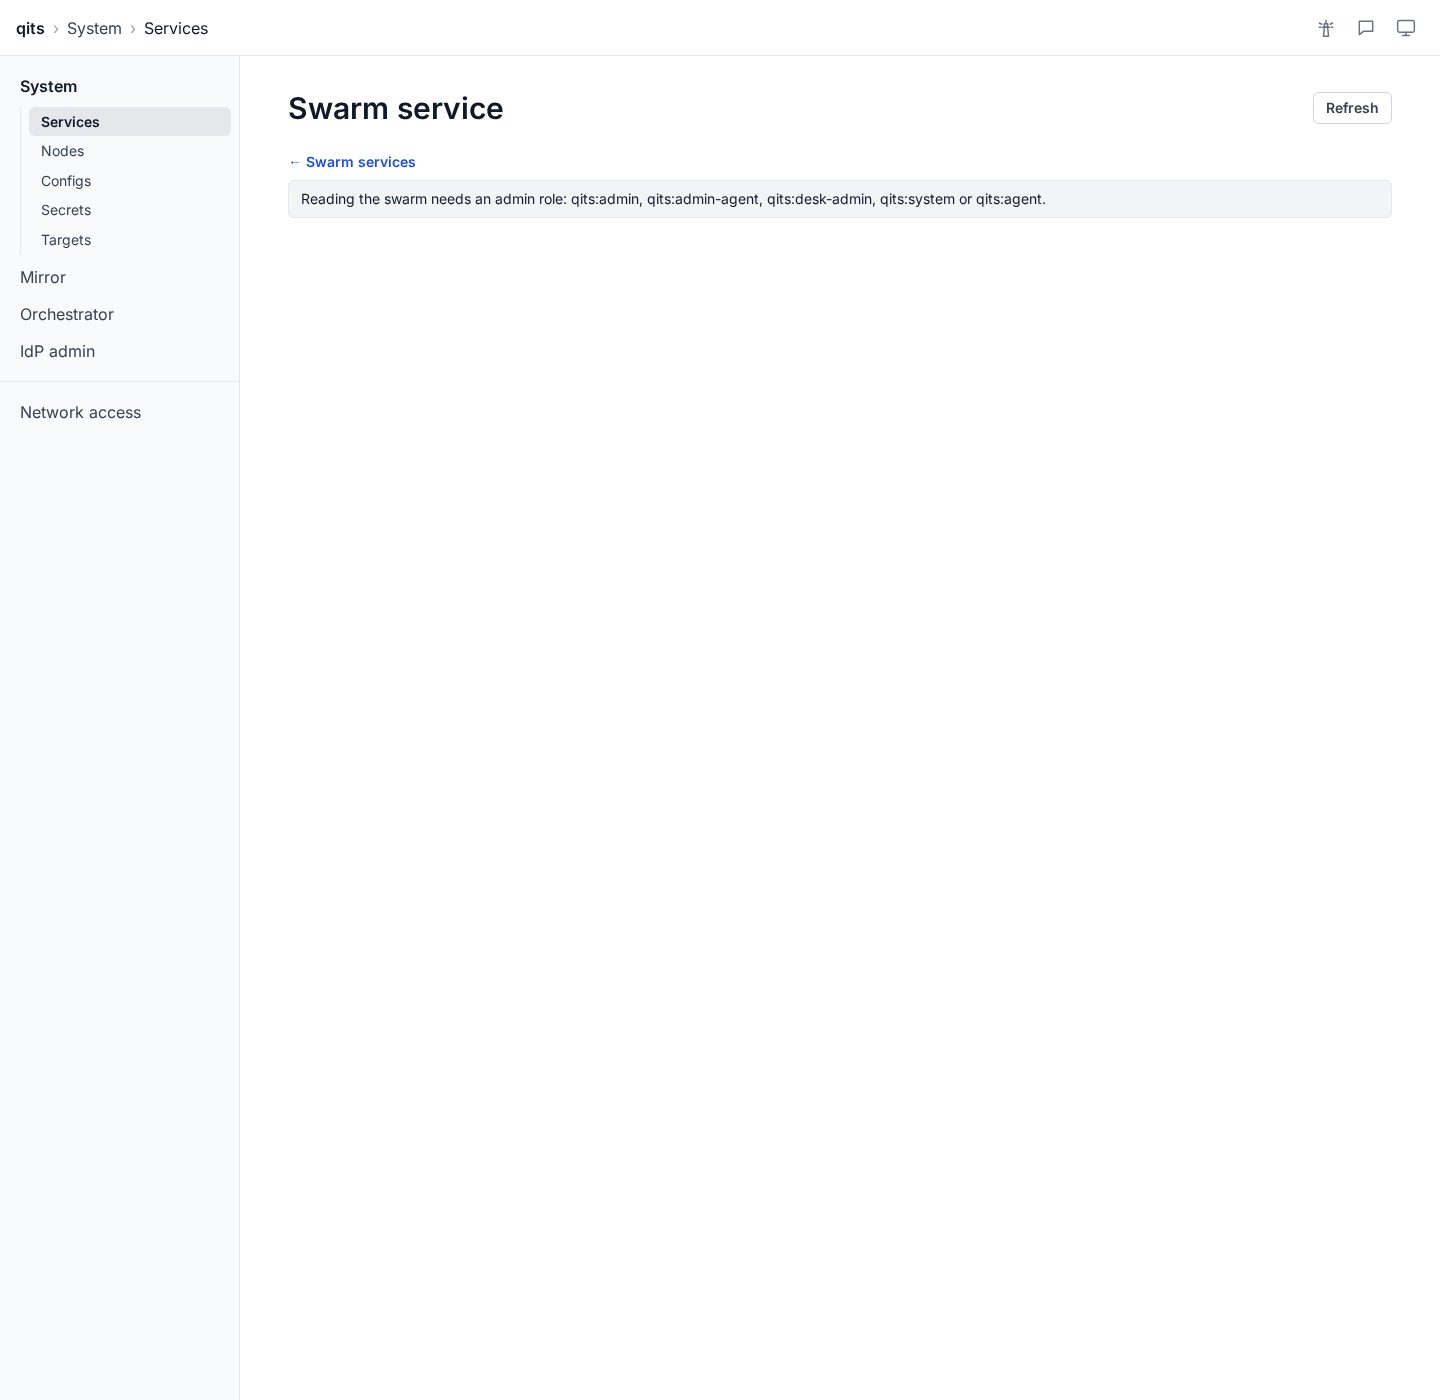 qits › System › Services
System
Services
Nodes
Configs
Secrets
Targets
Mirror
Orchestrator
IdP admin
Network access
Swarm service
Refresh
← Swarm services
Reading the swarm needs an admin role: qits:admin, qits:admin-agent, qits:desk-admin, qits:system or qits:agent.